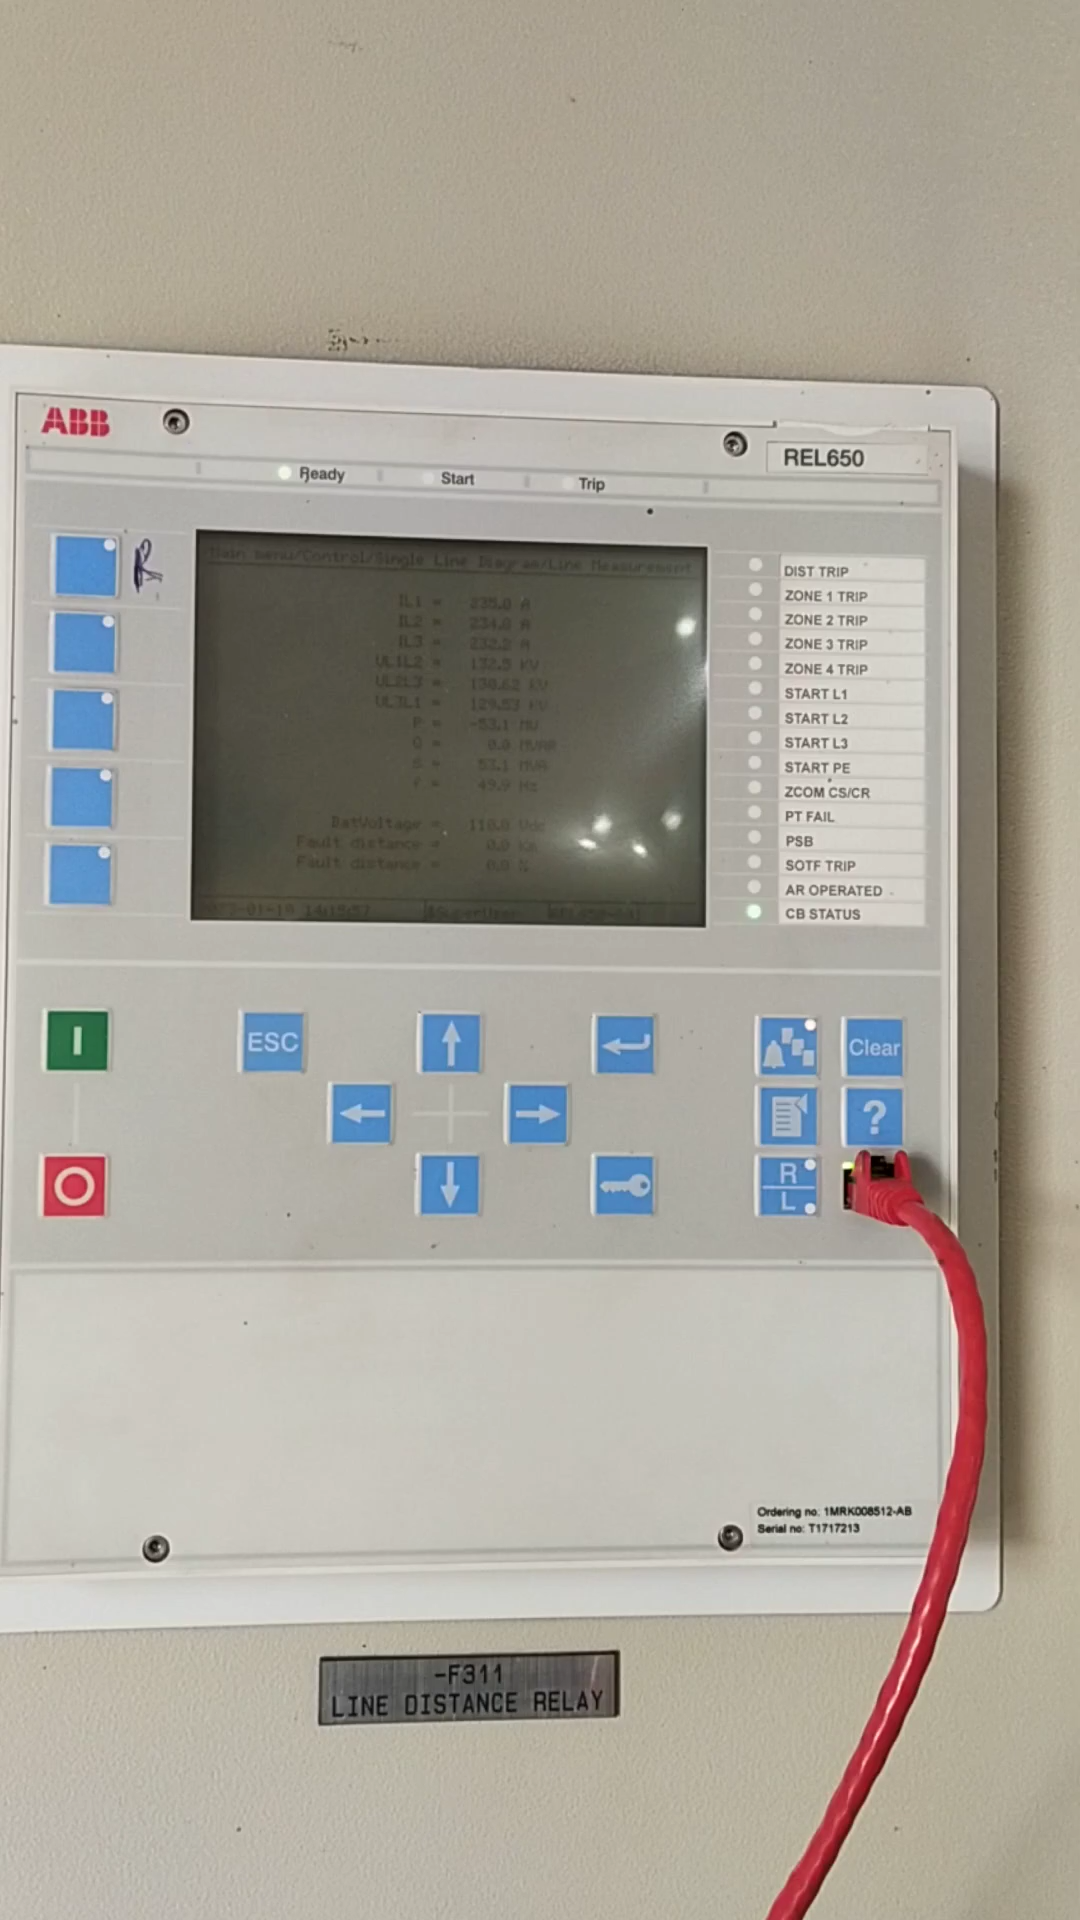 ABB
REL650
Ready
Start
Trip
Main menu/Control/Single Line Diagram/Line Measurement
IL1 = 235.0 A
IL2 = 234.0 A
IL3 = 232.2 A
UL1L2 = 132.5 kV
UL2L3 = 130.62 kV
UL3L1 = 129.53 kV
P = -53.1 MW
Q = 0.0 MVAR
S = 53.1 MVA
f = 49.9 Hz
BatVoltage = 110.0 Vdc
Fault distance = 0.0 km
Fault distance = 0.0 %
14:15:57
SuperUser
DIST TRIP
ZONE 1 TRIP
ZONE 2 TRIP
ZONE 3 TRIP
ZONE 4 TRIP
START L1
START L2
START L3
START PE
ZCOM CS/CR
PT FAIL
PSB
SOTF TRIP
AR OPERATED
CB STATUS
I
ESC
Clear
?
O
R
L
Ordering no: 1MRK008512-AB
Serial no: T1717213
-F311
LINE DISTANCE RELAY